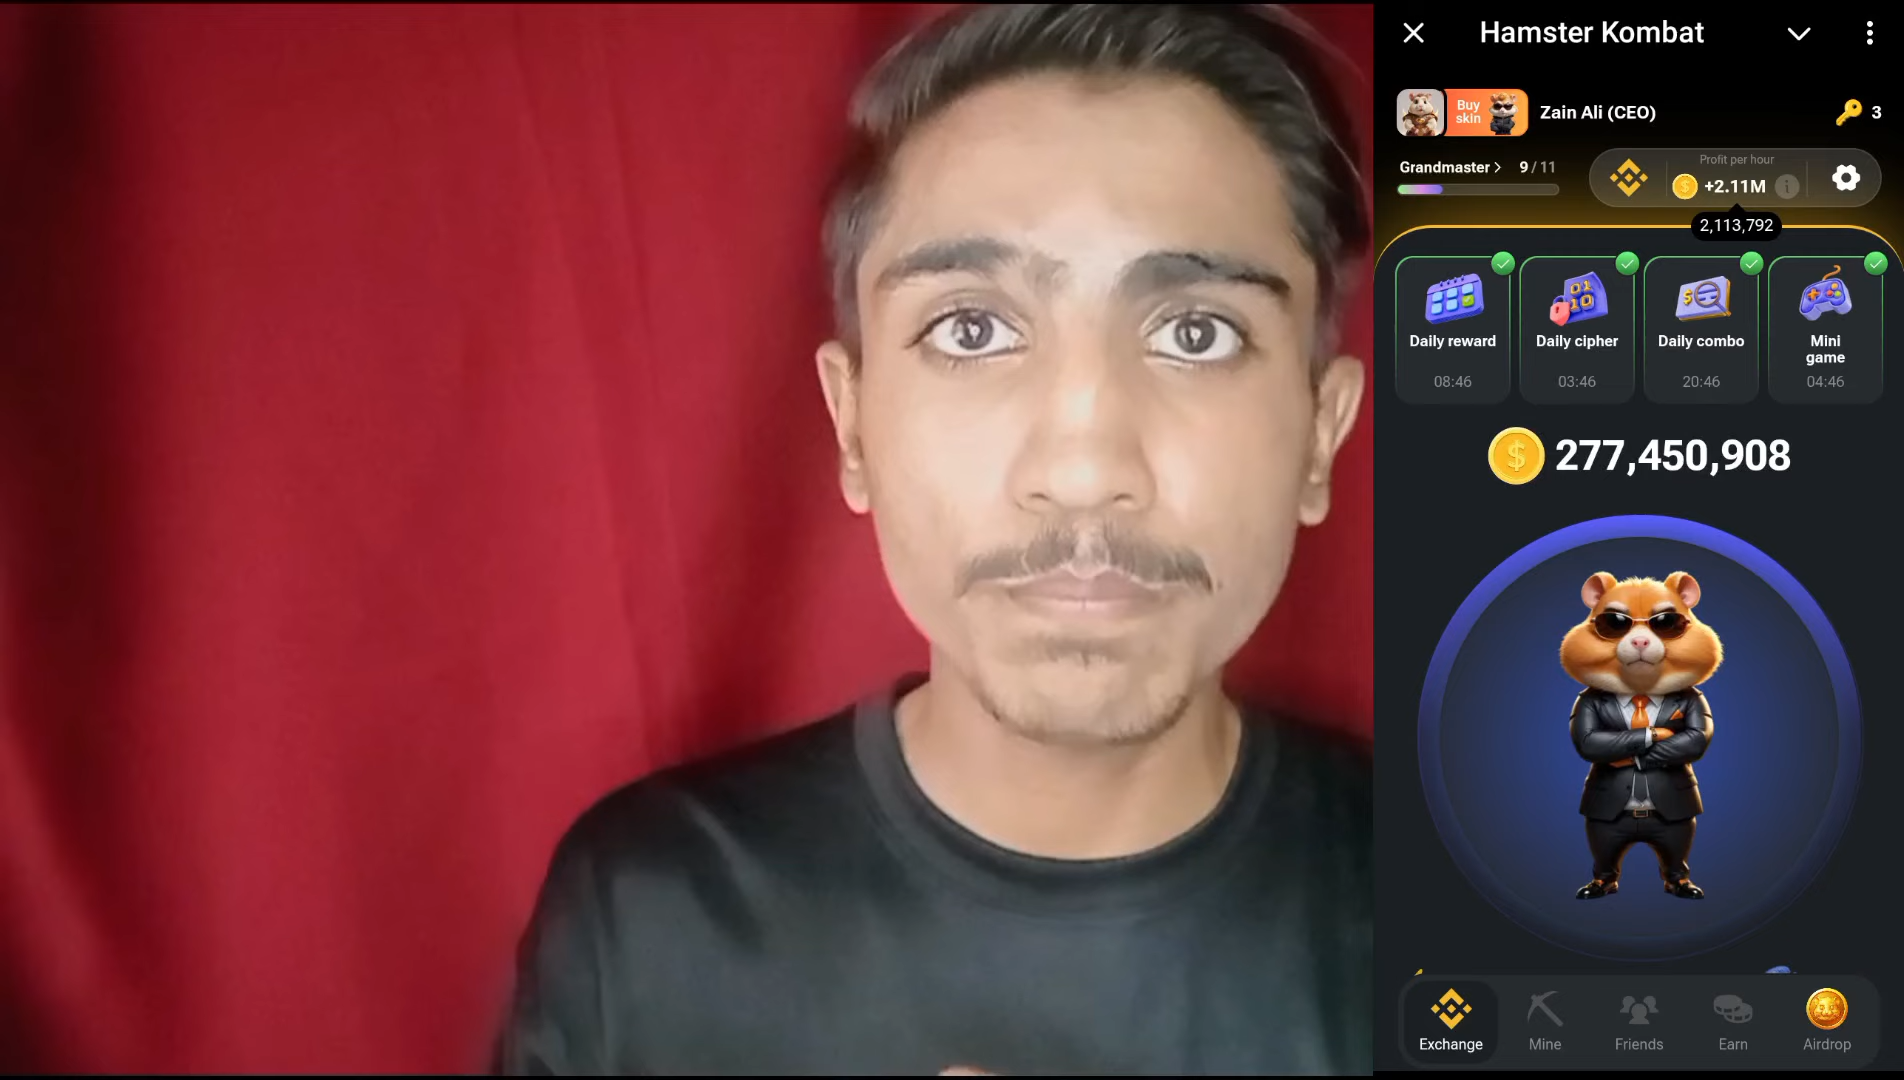 Hamster Kombat
Buy
skin
Zain Ali (CEO)
3
Grandmaster >
9 / 11
Profit per hour
$
+2.11M
i
2,113,792
Daily reward
08:46
01
10
Daily cipher
03:46
$
Daily combo
20:46
Mini
game
04:46
$
277,450,908
Exchange
Mine
Friends
Earn
Airdrop